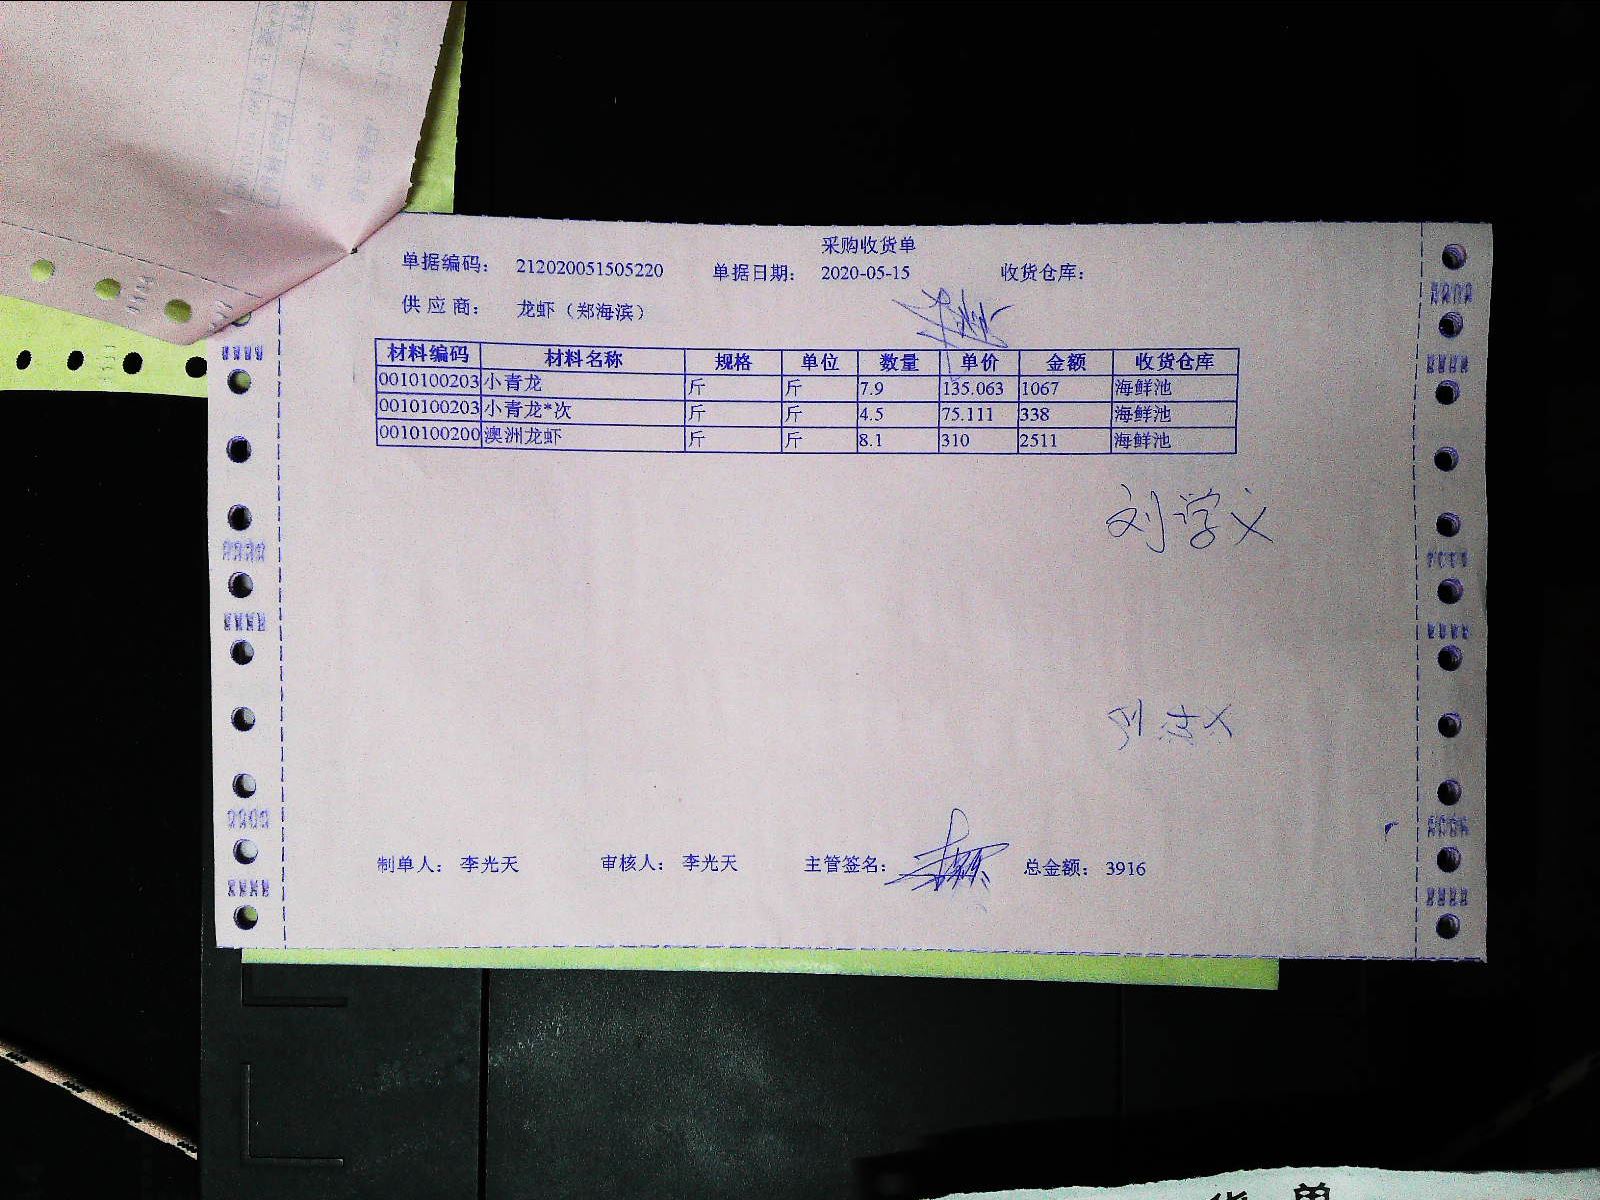 采购收货单
单据编码： 212020051505220 单据日期： 2020-05-15 收货仓库：
供应商： 龙虾（郑海滨）
材料编码 材料名称 规格 单位 数量 单价 金额 收货仓库
0010100203 小青龙 斤 斤 7.9 135.063 1067 海鲜池
0010100203 小青龙*次 斤 斤 4.5 75.111 338 海鲜池
0010100200 澳洲龙虾 斤 斤 8.1 310 2511 海鲜池
刘学义
制单人： 李光天 审核人： 李光天 主管签名： 总金额： 3916